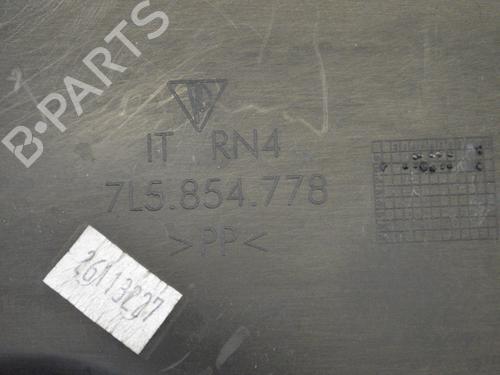 B-PARTS
IT RN4
7L5.854.778
>PP<
26113227